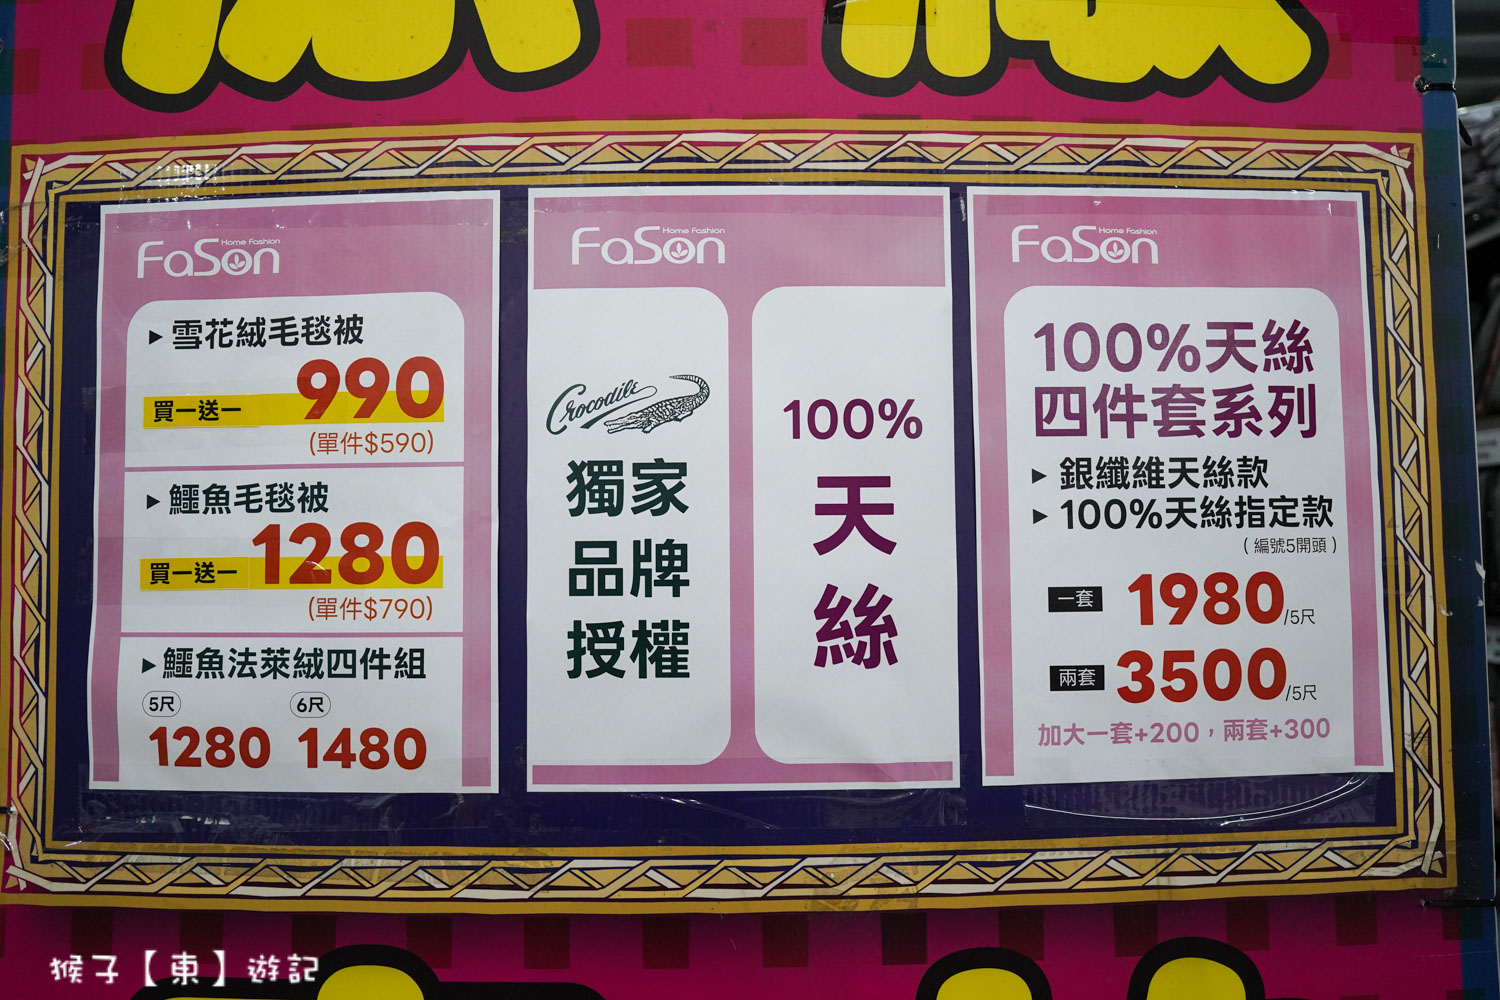 FaSon
Home Fashion
▸ 雪花絨毛毯被
買一送一 990
(單件$590)
▸ 鱷魚毛毯被
買一送一 1280
(單件$790)
▸ 鱷魚法萊絨四件組
5尺 6尺
1280 1480
FaSon
Home Fashion
Crocodile
獨家
品牌
授權
100%
天
絲
FaSon
Home Fashion
100%天絲
四件套系列
▸ 銀纖維天絲款
▸ 100%天絲指定款
(編號5開頭)
一套 1980/5尺
兩套 3500/5尺
加大一套+200，兩套+300
猴子【東】遊記